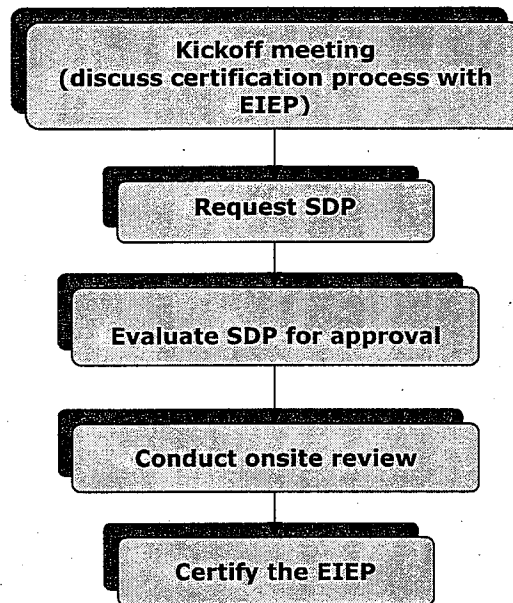 Kickoff meeting
(discuss certification process with
EIEP)
Request SDP
Evaluate SDP for approval
Conduct onsite review
Certify the EIEP